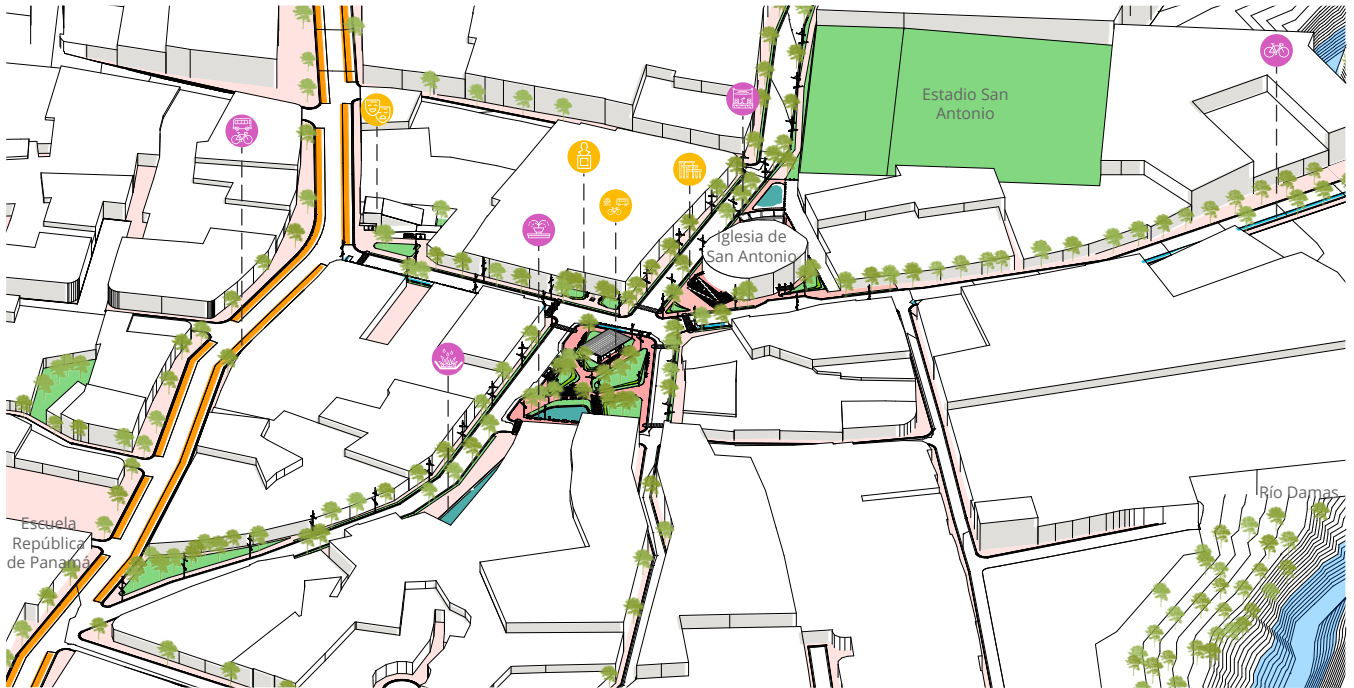 Estadio San
Antonio
Iglesia de
San Antonio
Río Damas
Escuela
República
de Panamá